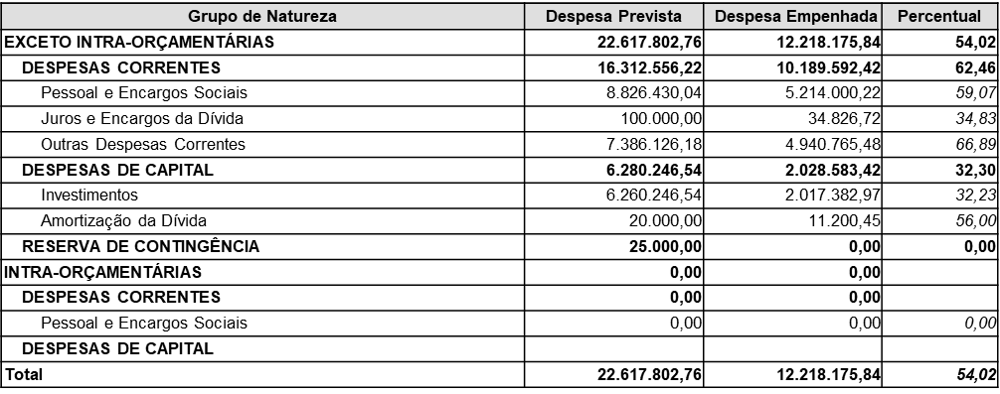 Grupo de Natureza Despesa Prevista Despesa Empenhada Percentual
EXCETO INTRA-ORÇAMENTÁRIAS 22.617.802,76 12.218.175,84 54,02
DESPESAS CORRENTES 16.312.556,22 10.189.592,42 62,46
Pessoal e Encargos Sociais 8.826.430,04 5.214.000,22 59,07
Juros e Encargos da Dívida 100.000,00 34.826,72 34,83
Outras Despesas Correntes 7.386.126,18 4.940.765,48 66,89
DESPESAS DE CAPITAL 6.280.246,54 2.028.583,42 32,30
Investimentos 6.260.246,54 2.017.382,97 32,23
Amortização da Dívida 20.000,00 11.200,45 56,00
RESERVA DE CONTINGÊNCIA 25.000,00 0,00 0,00
INTRA-ORÇAMENTÁRIAS 0,00 0,00
DESPESAS CORRENTES 0,00 0,00
Pessoal e Encargos Sociais 0,00 0,00 0,00
DESPESAS DE CAPITAL
Total 22.617.802,76 12.218.175,84 54,02